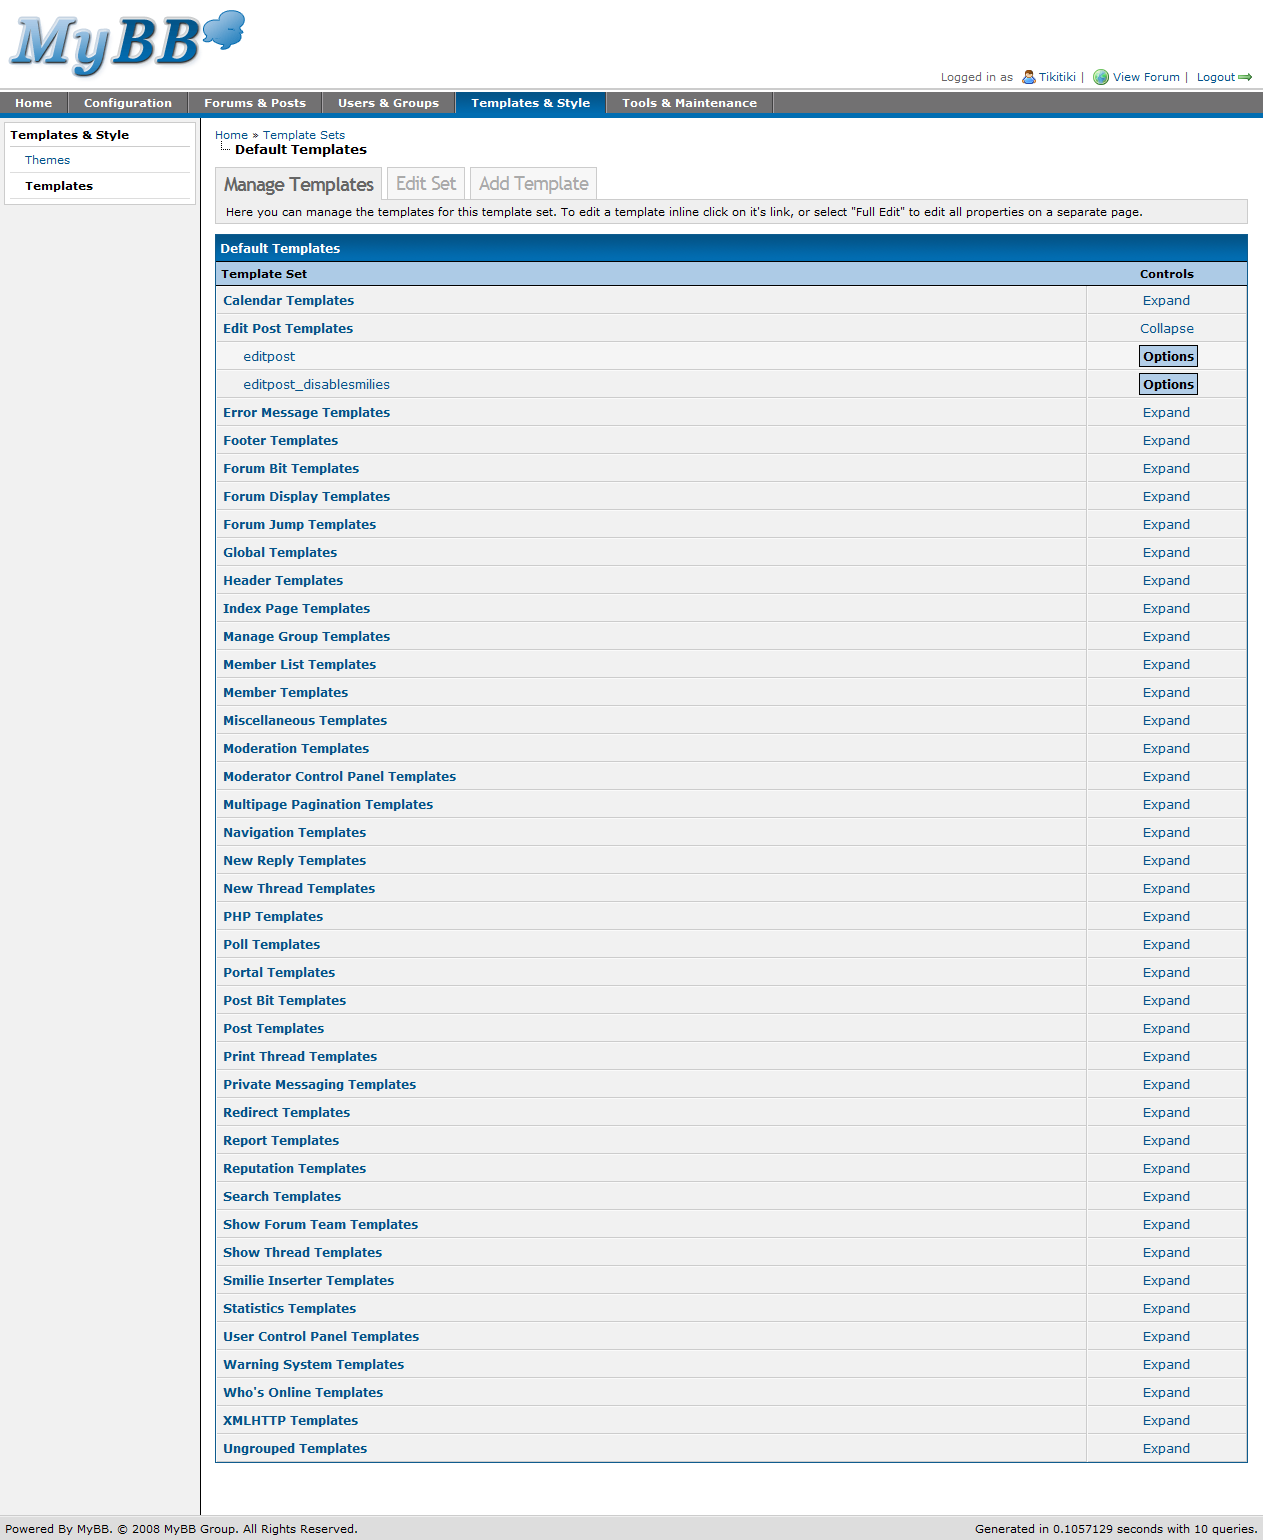 MyBB
Logged in as Tikitiki | View Forum | Logout
Home Configuration Forums & Posts Users & Groups Templates & Style Tools & Maintenance
Templates & Style
Themes
Templates
Home » Template Sets
Default Templates
Manage Templates Edit Set Add Template
Here you can manage the templates for this template set. To edit a template inline click on it's link, or select "Full Edit" to edit all properties on a separate page.
Default Templates
Template Set Controls
Calendar Templates Expand
Edit Post Templates Collapse
editpost Options
editpost_disablesmilies Options
Error Message Templates Expand
Footer Templates Expand
Forum Bit Templates Expand
Forum Display Templates Expand
Forum Jump Templates Expand
Global Templates Expand
Header Templates Expand
Index Page Templates Expand
Manage Group Templates Expand
Member List Templates Expand
Member Templates Expand
Miscellaneous Templates Expand
Moderation Templates Expand
Moderator Control Panel Templates Expand
Multipage Pagination Templates Expand
Navigation Templates Expand
New Reply Templates Expand
New Thread Templates Expand
PHP Templates Expand
Poll Templates Expand
Portal Templates Expand
Post Bit Templates Expand
Post Templates Expand
Print Thread Templates Expand
Private Messaging Templates Expand
Redirect Templates Expand
Report Templates Expand
Reputation Templates Expand
Search Templates Expand
Show Forum Team Templates Expand
Show Thread Templates Expand
Smilie Inserter Templates Expand
Statistics Templates Expand
User Control Panel Templates Expand
Warning System Templates Expand
Who's Online Templates Expand
XMLHTTP Templates Expand
Ungrouped Templates Expand
Powered By MyBB. © 2008 MyBB Group. All Rights Reserved. Generated in 0.1057129 seconds with 10 queries.